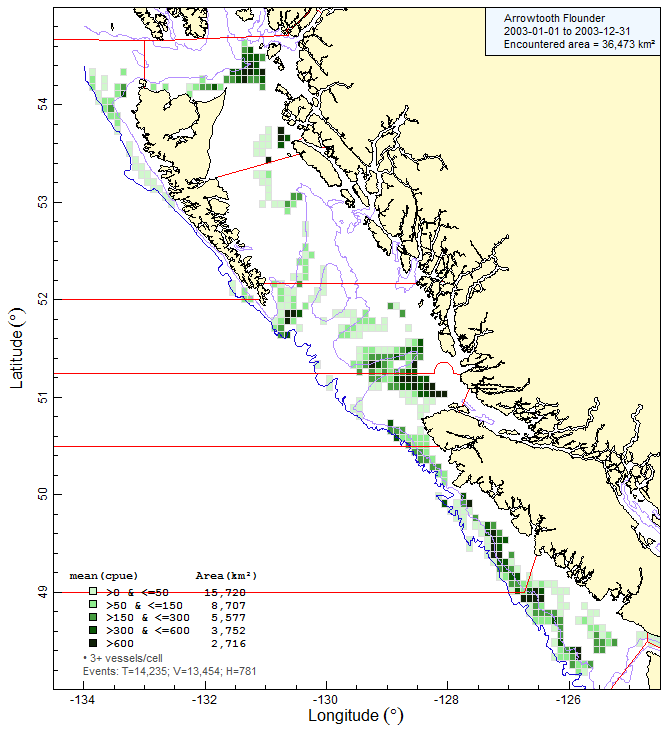 Arrowtooth Flounder
2003-01-01 to 2003-12-31
Encountered area = 36,473 km²
54
53
52
51
50
49
Latitude (°)
mean(cpue) Area(km²)
>0 & <=50 15,720
>50 & <=150 8,707
>150 & <=300 5,577
>300 & <=600 3,752
>600 2,716
• 3+ vessels/cell
Events: T=14,235; V=13,454; H=781
-134 -132 -130 -128 -126
Longitude (°)